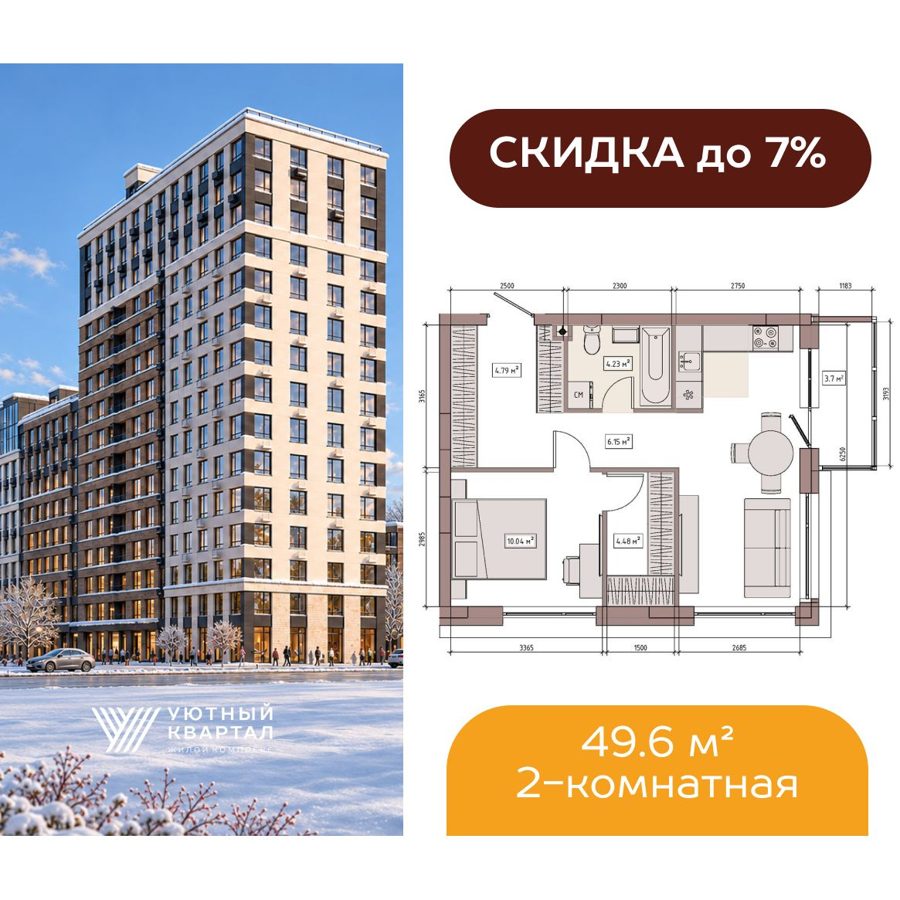 СКИДКА до 7%
2500
2300
2750
1183
4.79 м²
4.23 м²
3.7 м²
3165
3193
СМ
6.15 м²
6250
2985
10.04 м²
4.48 м²
3365
1500
2685
УЮТНЫЙ
КВАРТАЛ
ЖИЛОЙ КОМПЛЕКС
49.6 м²
2-комнатная